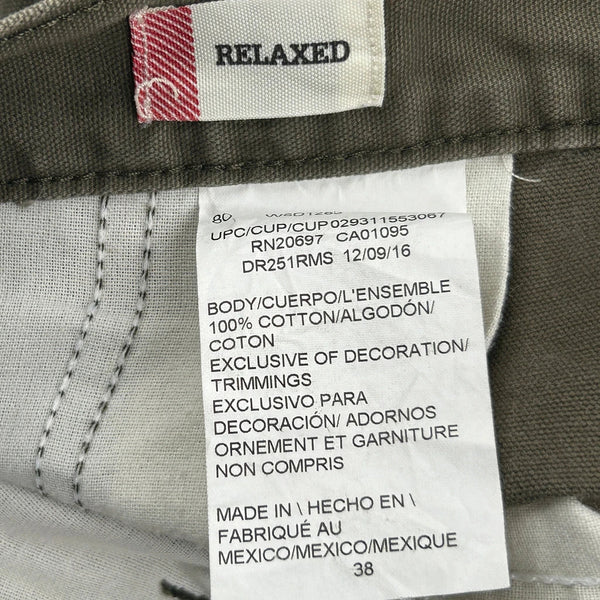 RELAXED
UPC/CUP/CUP029311553067
RN20697 CA01095
DR251RMS 12/09/16
BODY/CUERPO/L'ENSEMBLE
100% COTTON/ALGODÓN/
COTON
EXCLUSIVE OF DECORATION/
TRIMMINGS
EXCLUSIVO PARA
DECORACIÓN/ ADORNOS
ORNEMENT ET GARNITURE
NON COMPRIS
MADE IN \ HECHO EN \
FABRIQUÉ AU
MEXICO/MEXICO/MEXIQUE
38